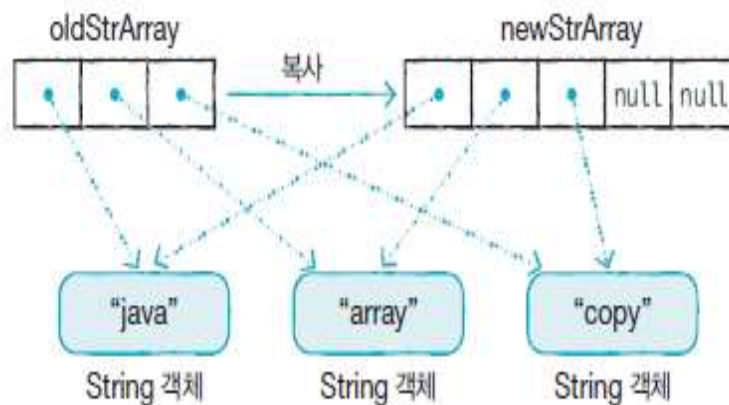 oldStrArray
newStrArray
복사
null null
“java” “array” “copy”
String 객체 String 객체 String 객체